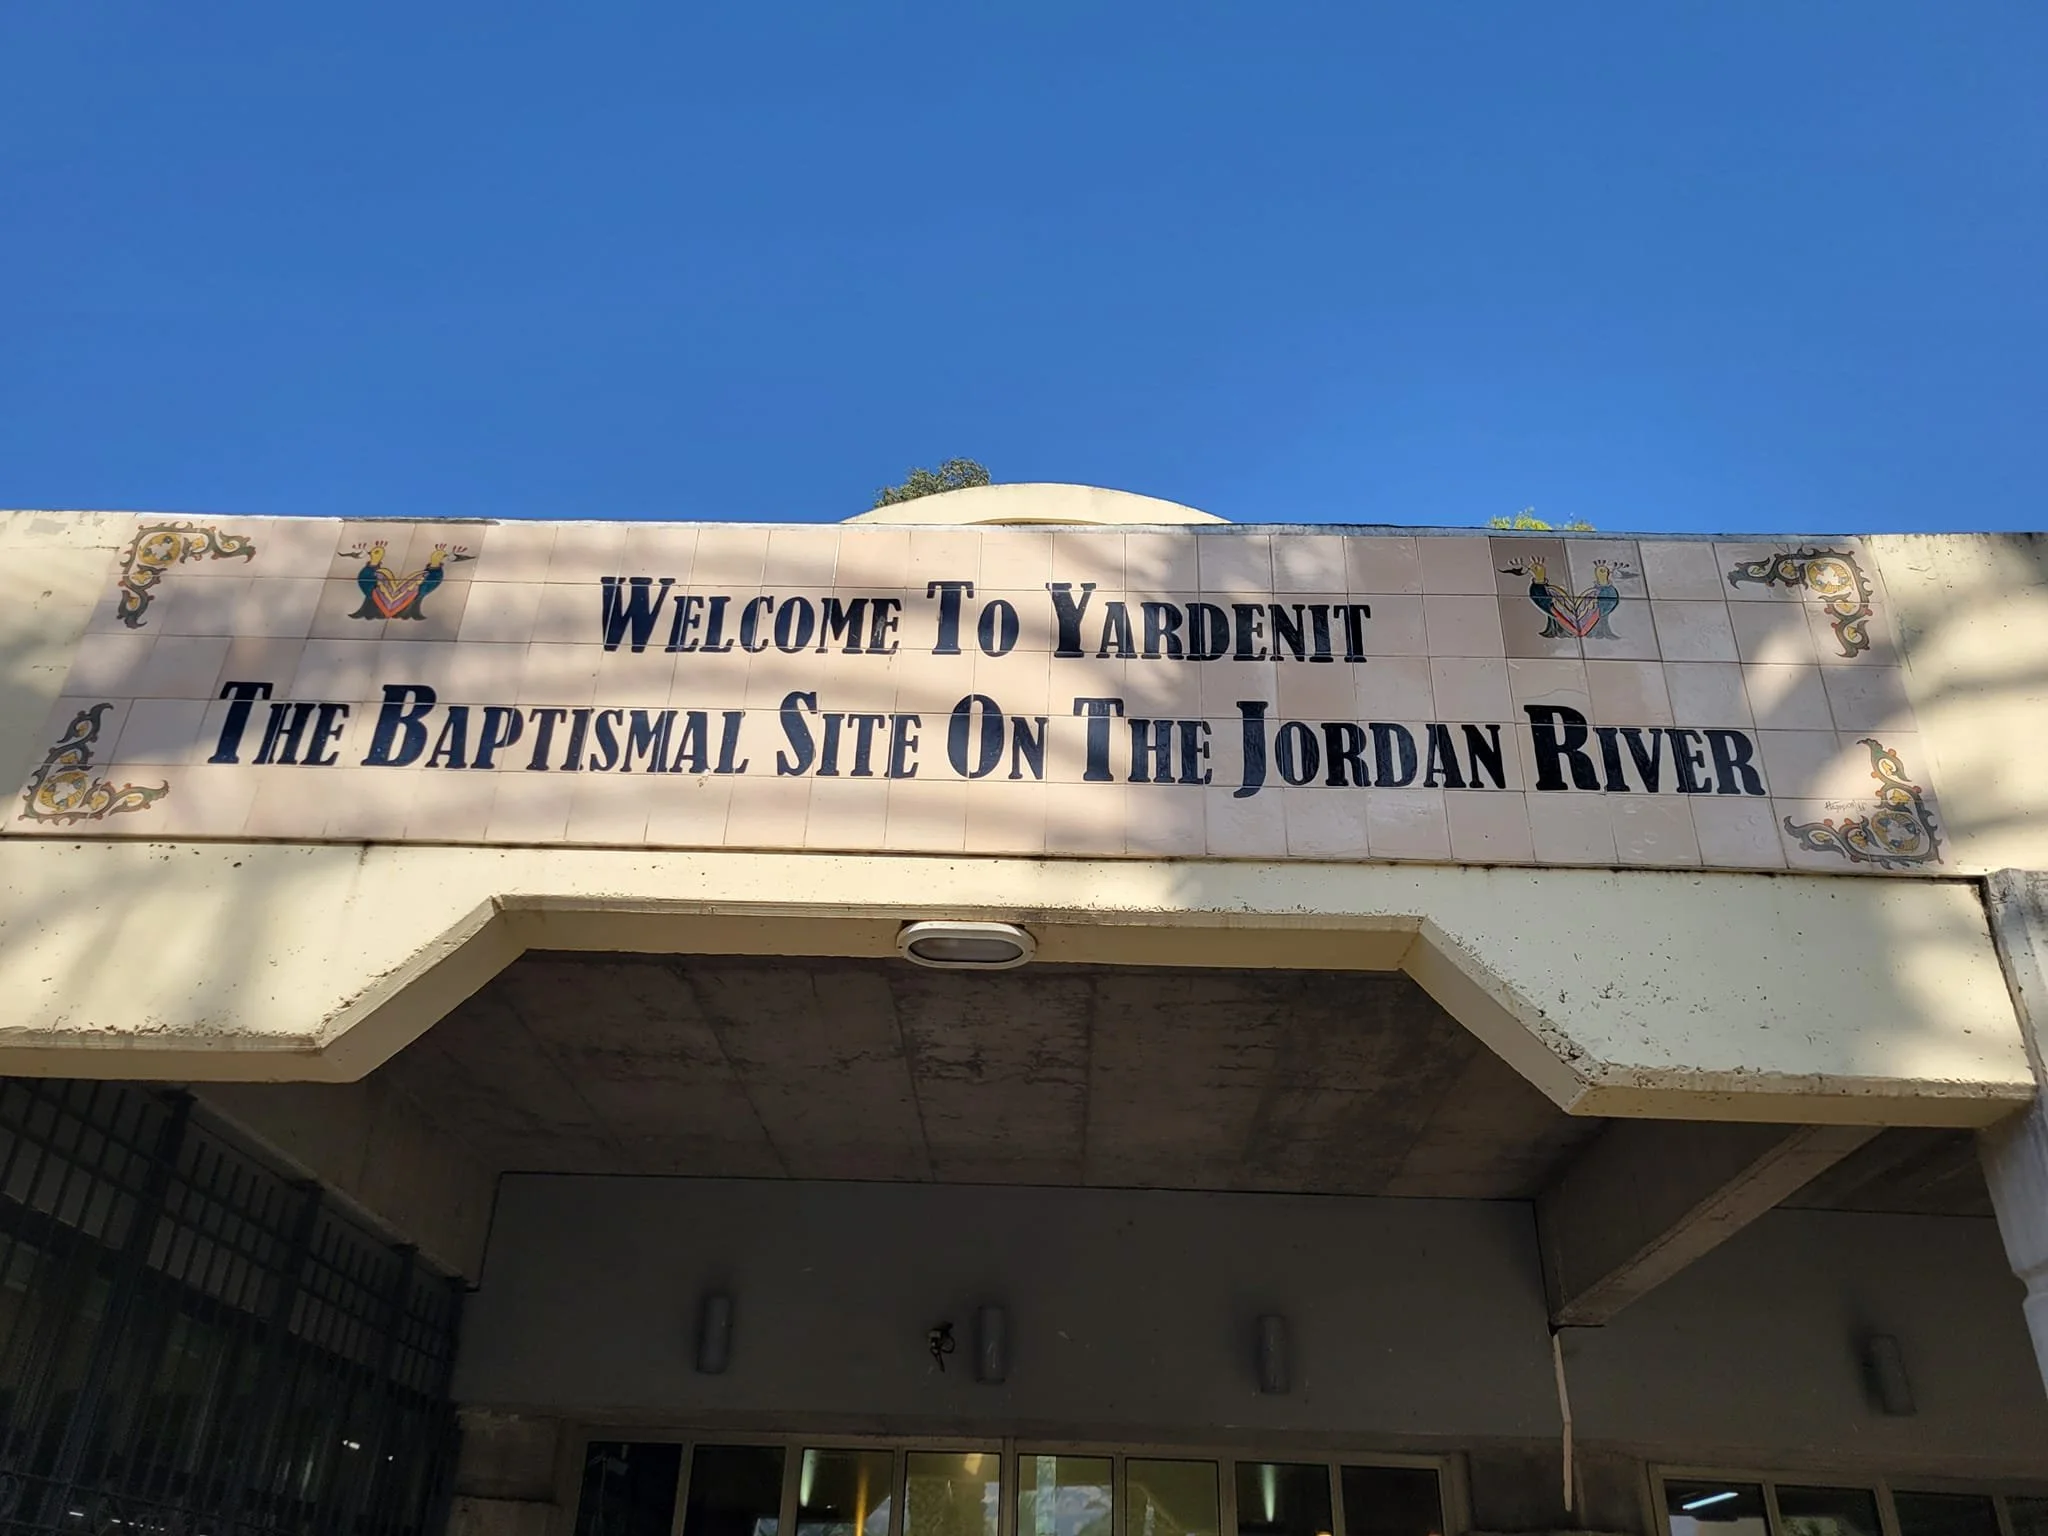 Welcome To Yardenit
The Baptismal Site On The Jordan River